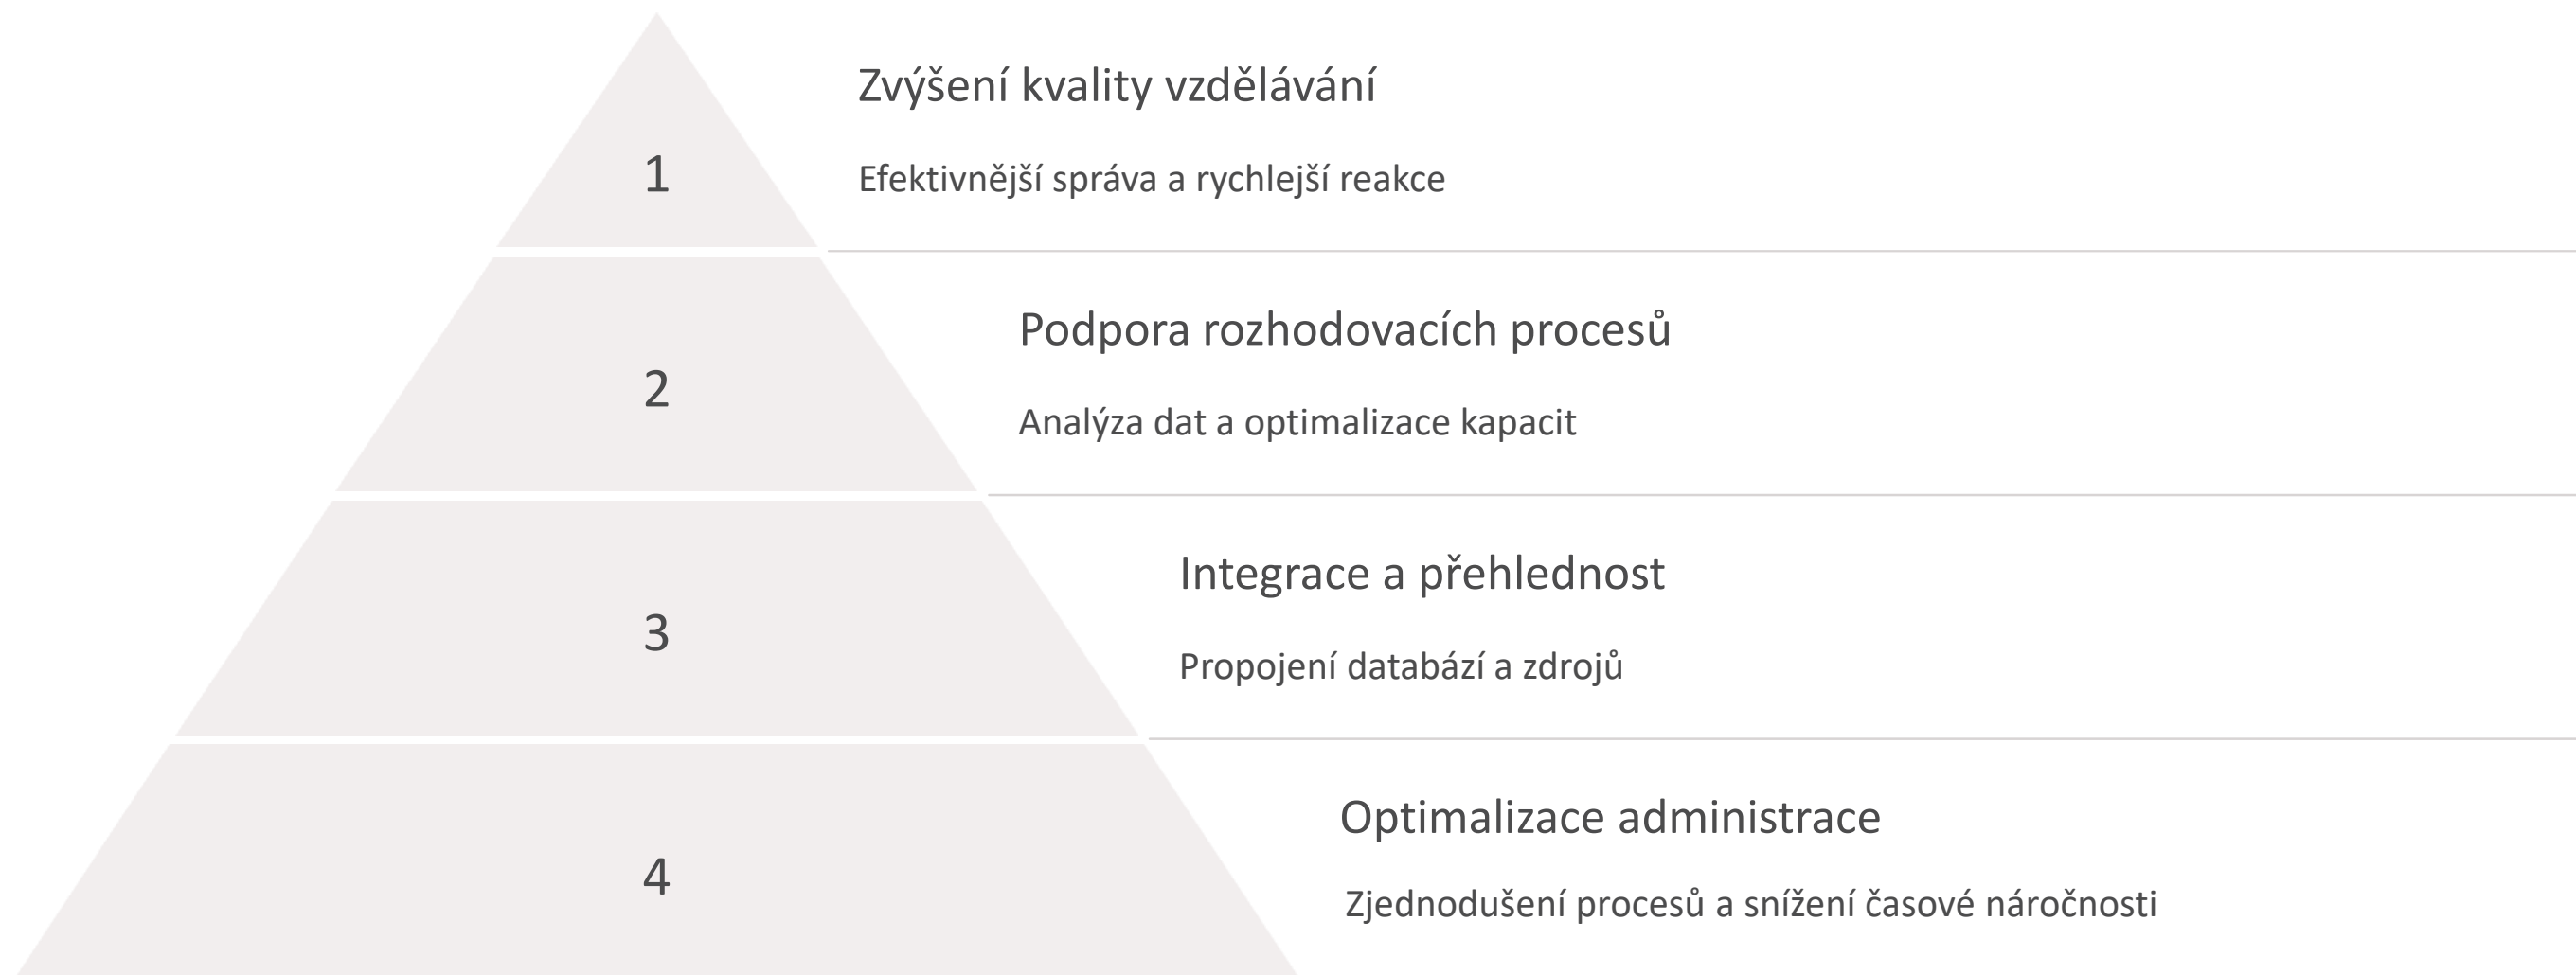 1
Zvýšení kvality vzdělávání
Efektivnější správa a rychlejší reakce
2
Podpora rozhodovacích procesů
Analýza dat a optimalizace kapacit
3
Integrace a přehlednost
Propojení databází a zdrojů
4
Optimalizace administrace
Zjednodušení procesů a snížení časové náročnosti